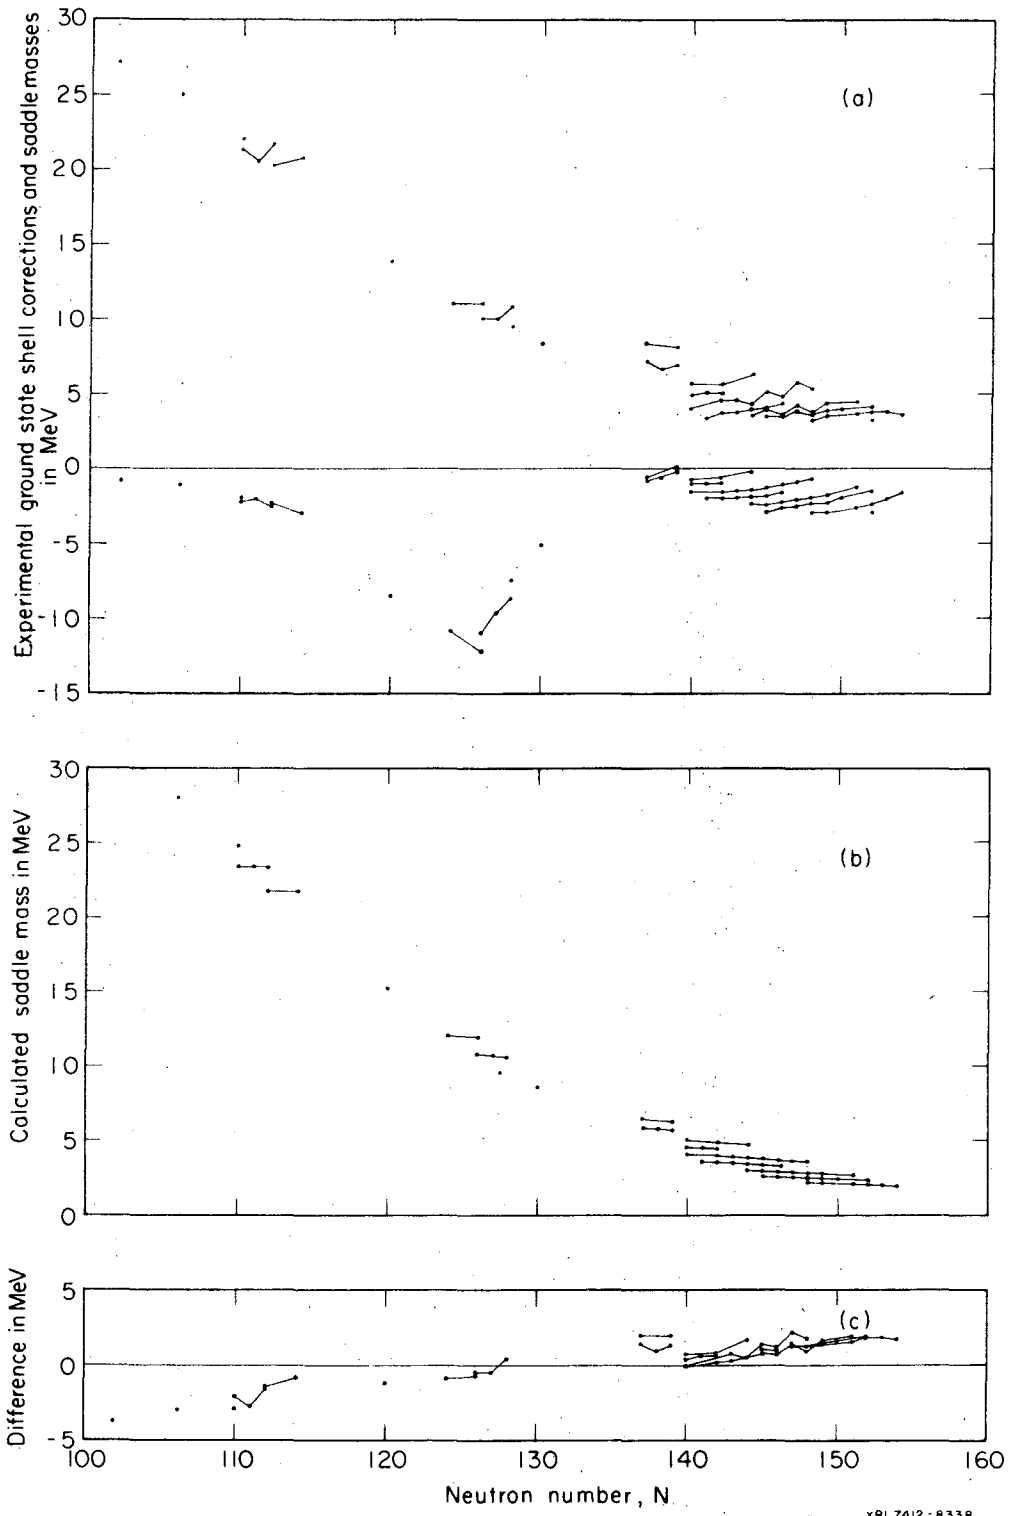 30
25
20
15
10
5
0
-5
-10
-15
Experimental ground state shell corrections and saddle masses
in MeV
(a)
30
25
20
15
10
5
0
Calculated saddle mass in MeV
(b)
5
0
-5
Difference in MeV
(c)
100 110 120 130 140 150 160
Neutron number, N
XBL7412-8338